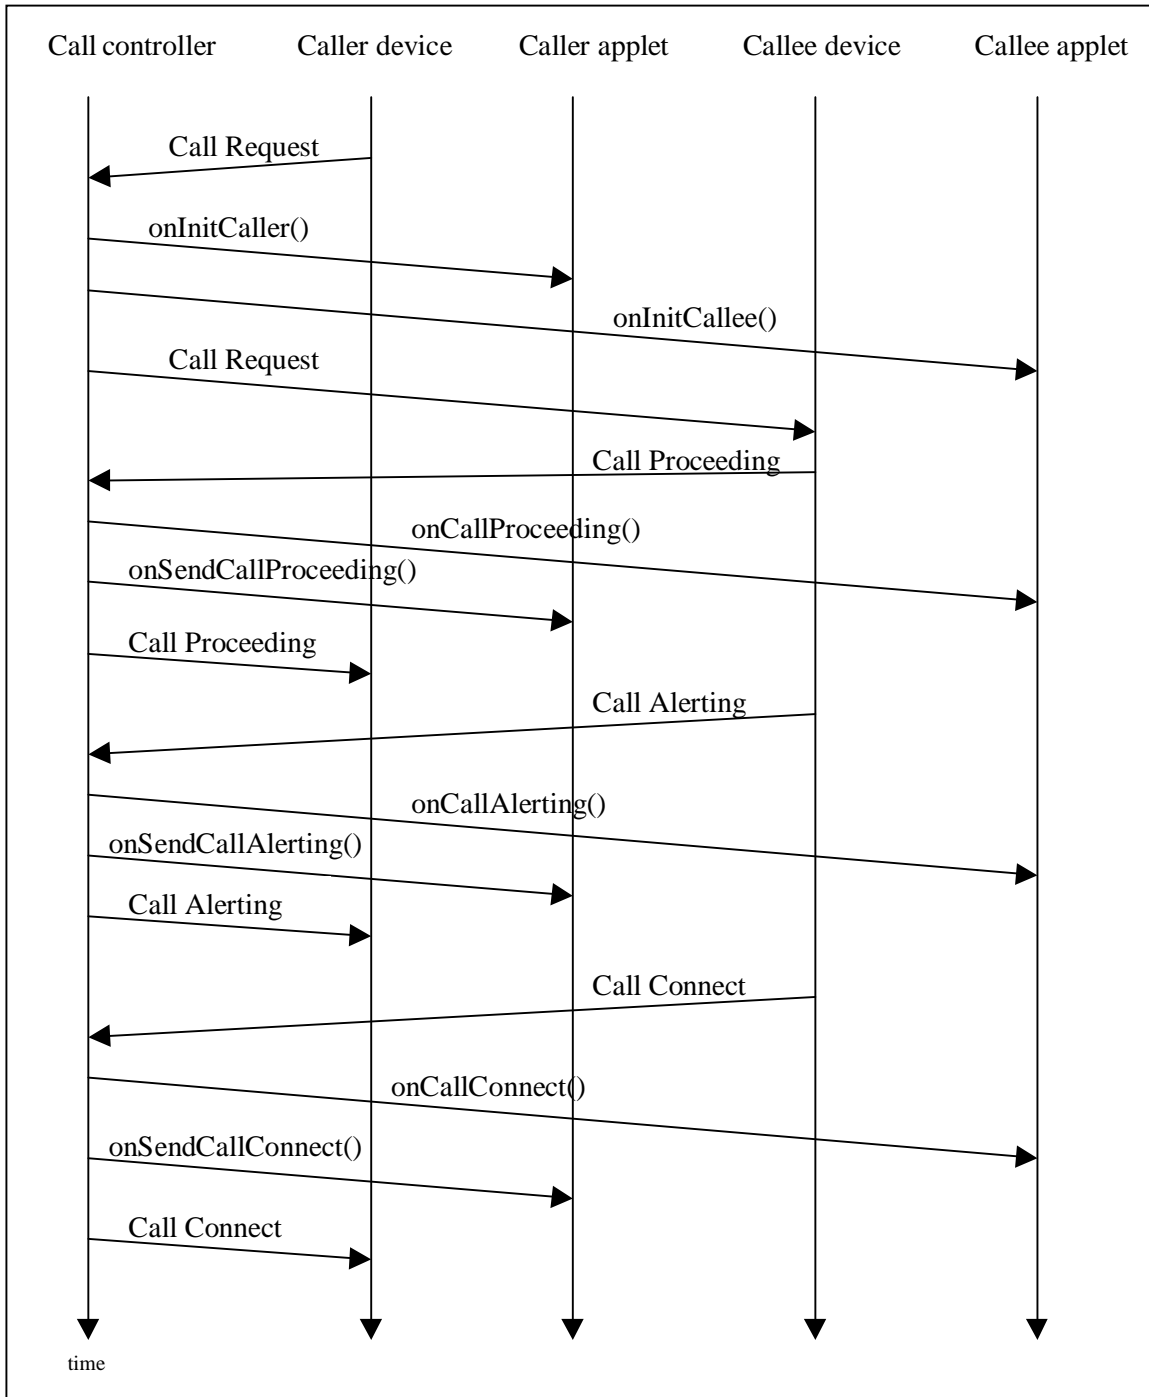 Call controller Caller device Caller applet Callee device Callee applet
Call Request
onInitCaller()
onInitCallee()
Call Request
Call Proceeding
onCallProceeding()
onSendCallProceeding()
Call Proceeding
Call Alerting
onCallAlerting()
onSendCallAlerting()
Call Alerting
Call Connect
onCallConnect()
onSendCallConnect()
Call Connect
time